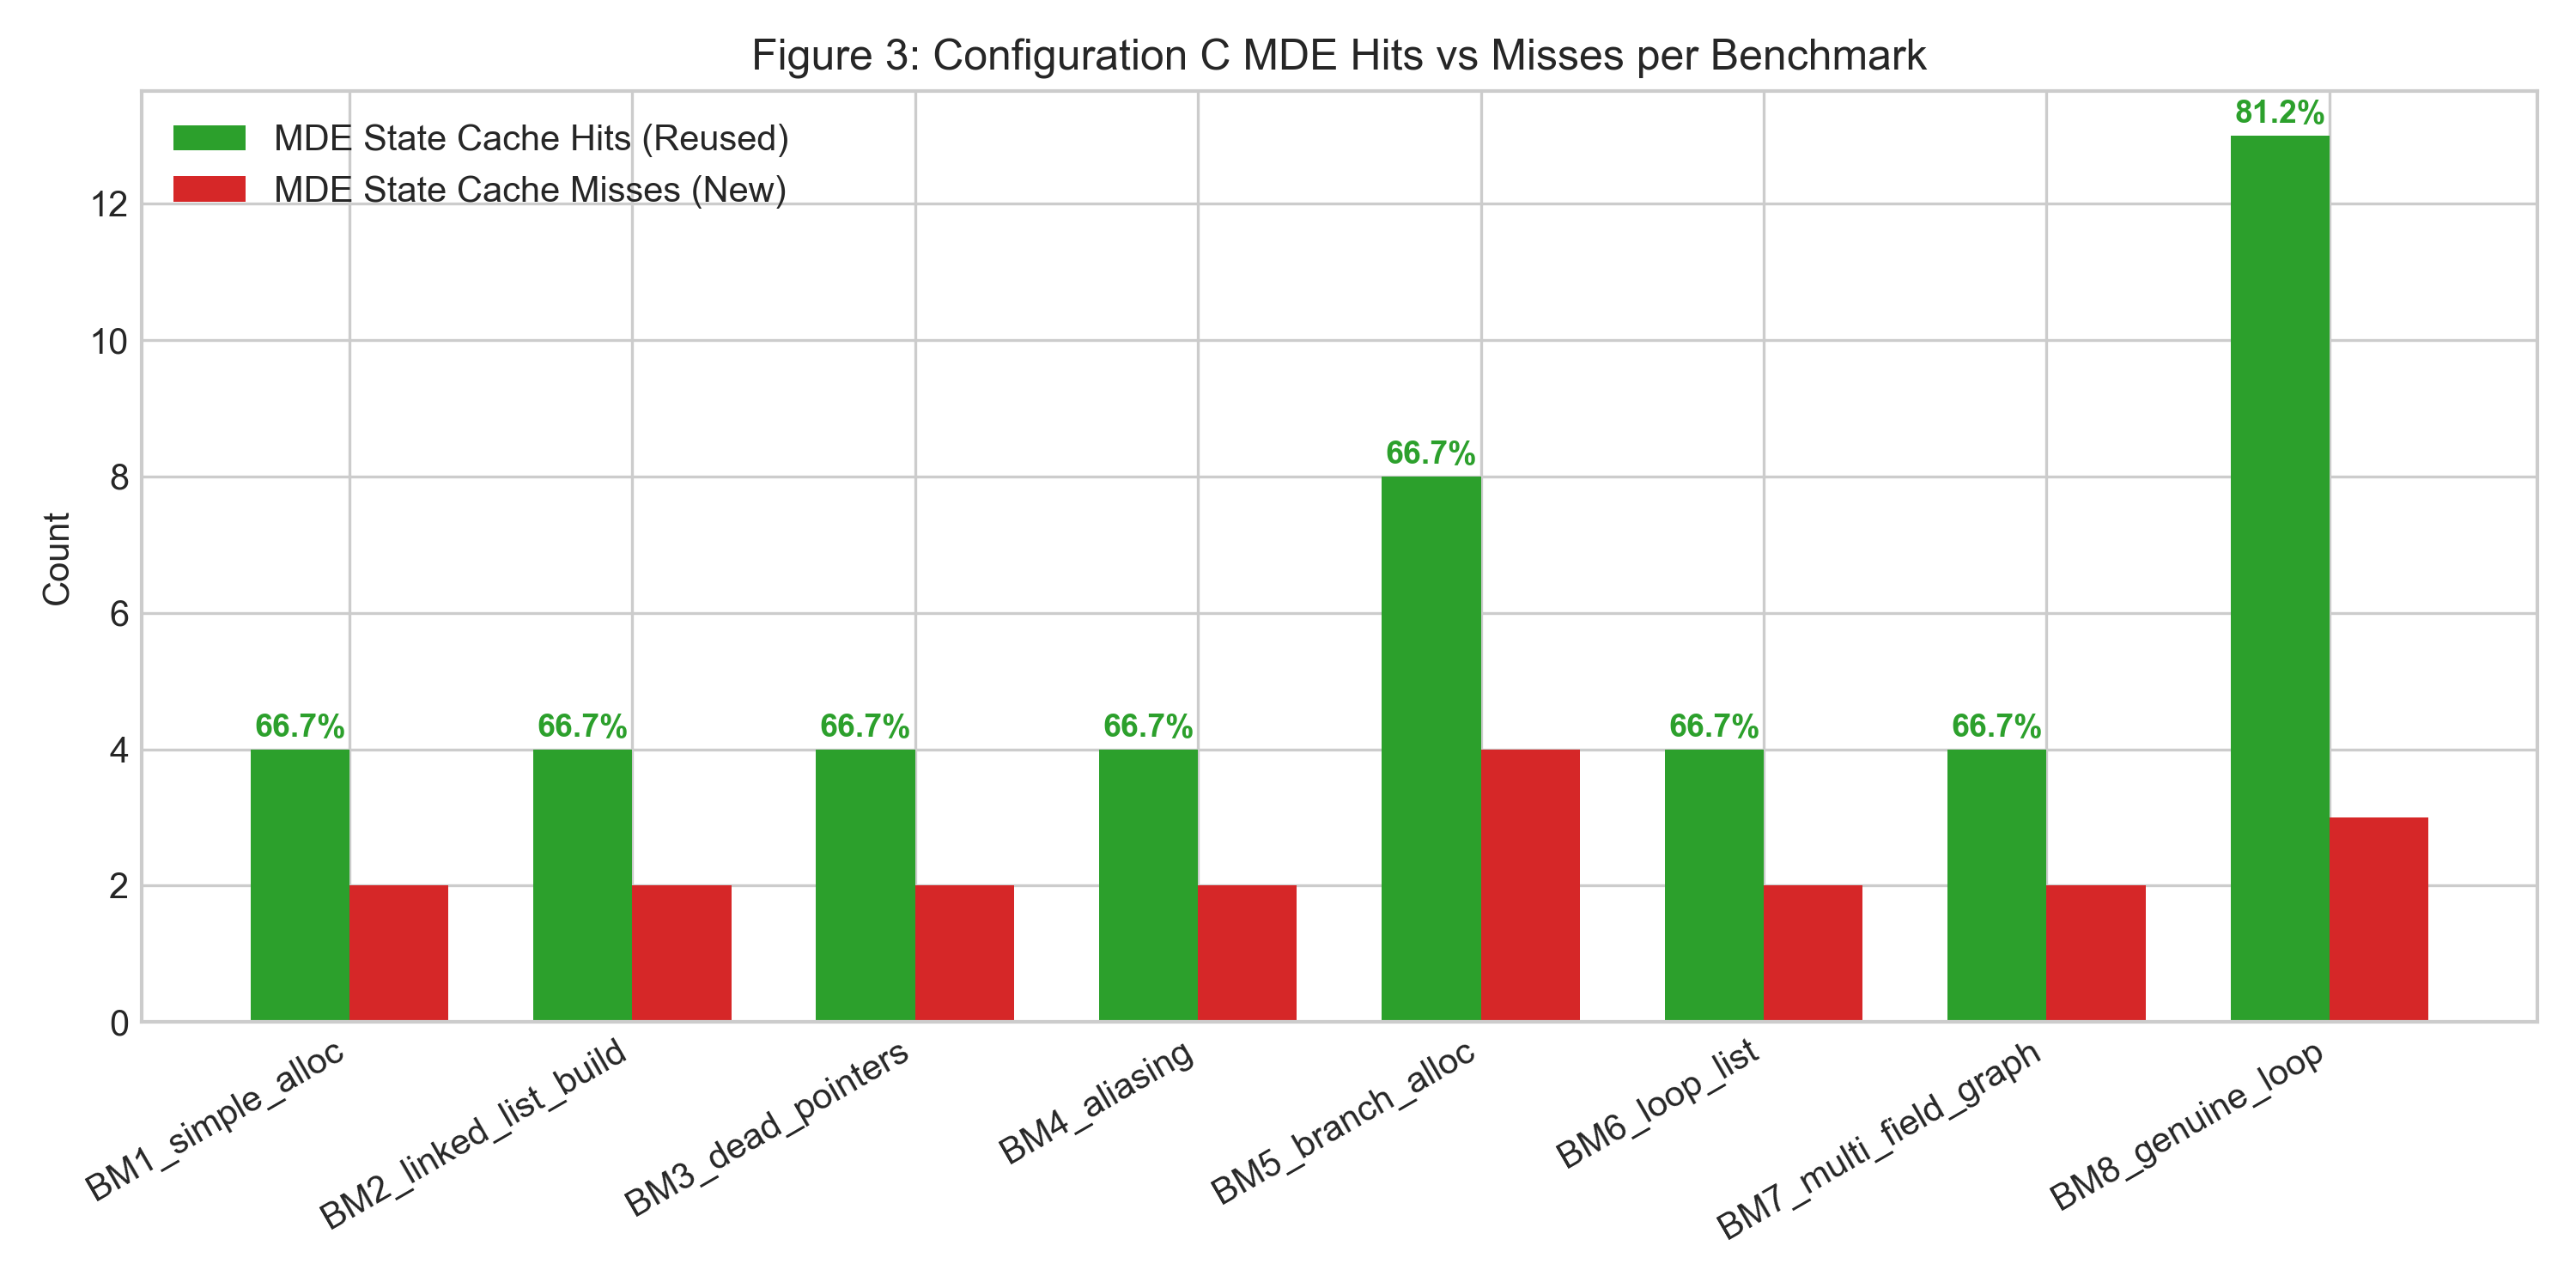 Figure 3: Configuration C MDE Hits vs Misses per Benchmark
MDE State Cache Hits (Reused)
MDE State Cache Misses (New)
Count
12
10
8
6
4
2
0
66.7%
66.7%
66.7%
66.7%
66.7%
66.7%
66.7%
81.2%
BM1_simple_alloc
BM2_linked_list_build
BM3_dead_pointers
BM4_aliasing
BM5_branch_alloc
BM6_loop_list
BM7_multi_field_graph
BM8_genuine_loop